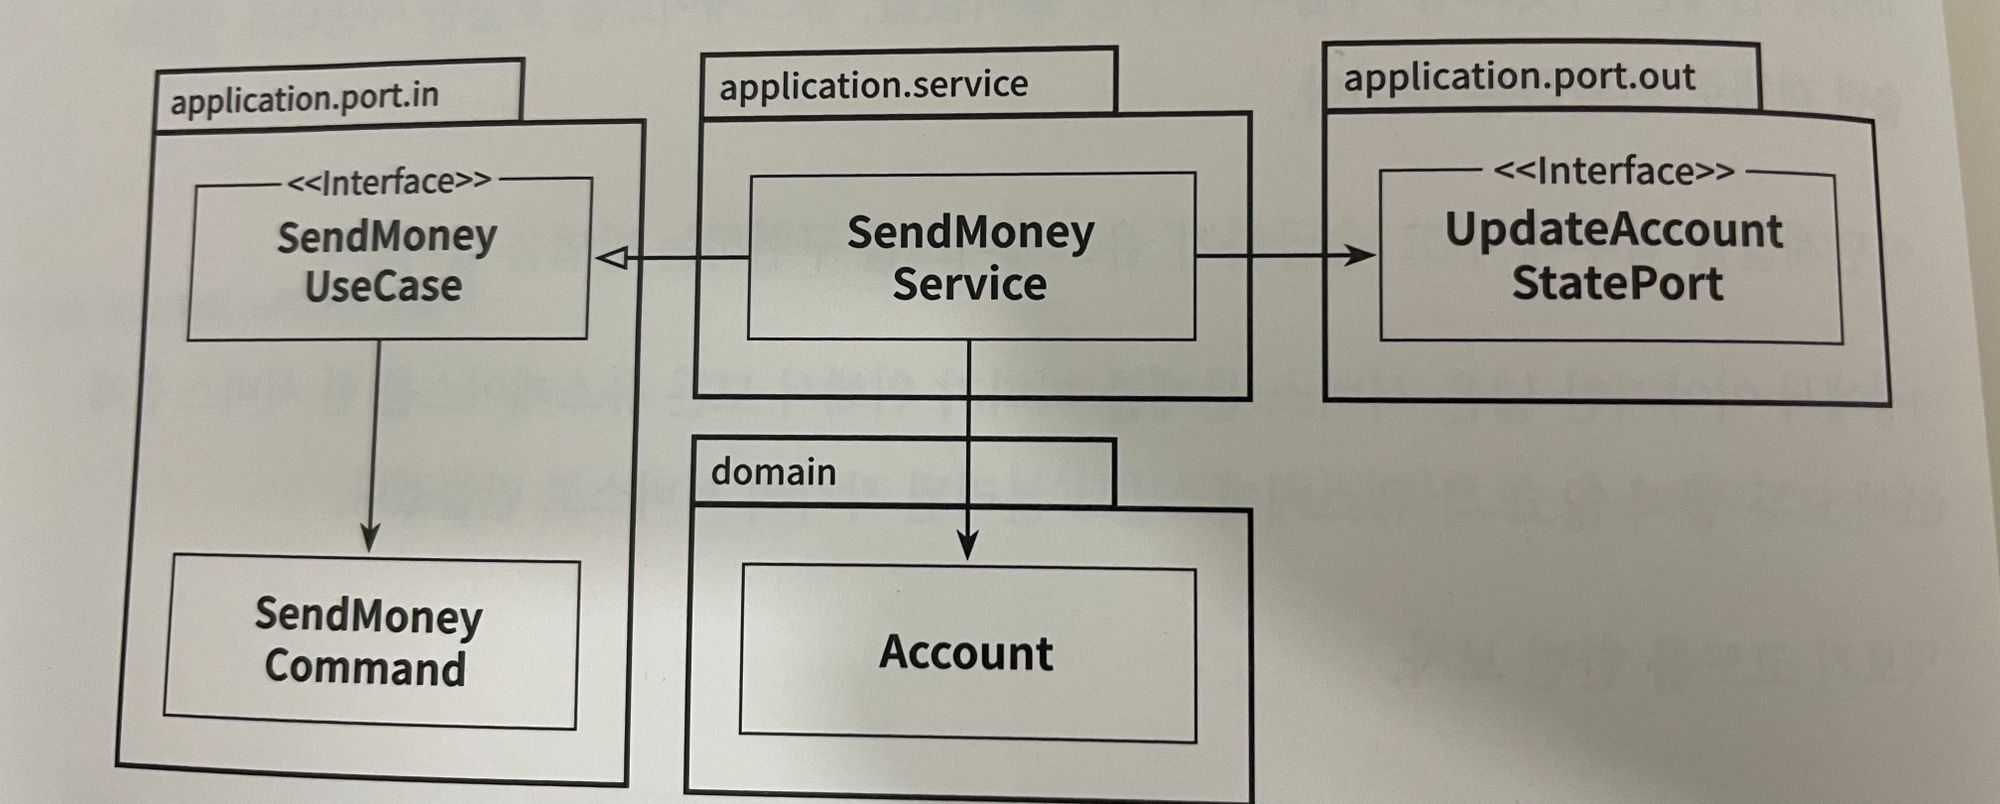 application.port.in
<<Interface>>
SendMoney
UseCase
SendMoney
Command
application.service
SendMoney
Service
domain
Account
application.port.out
<<Interface>>
UpdateAccount
StatePort